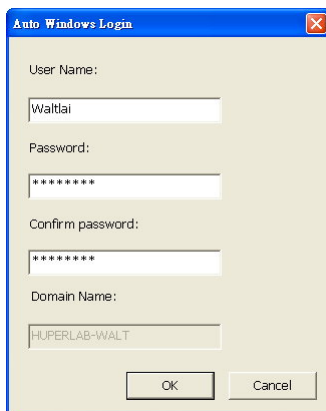 Auto Windows Login
User Name:
Waltlai
Password:
********
Confirm password:
********
Domain Name:
HUPERLAB-WALT
OK Cancel